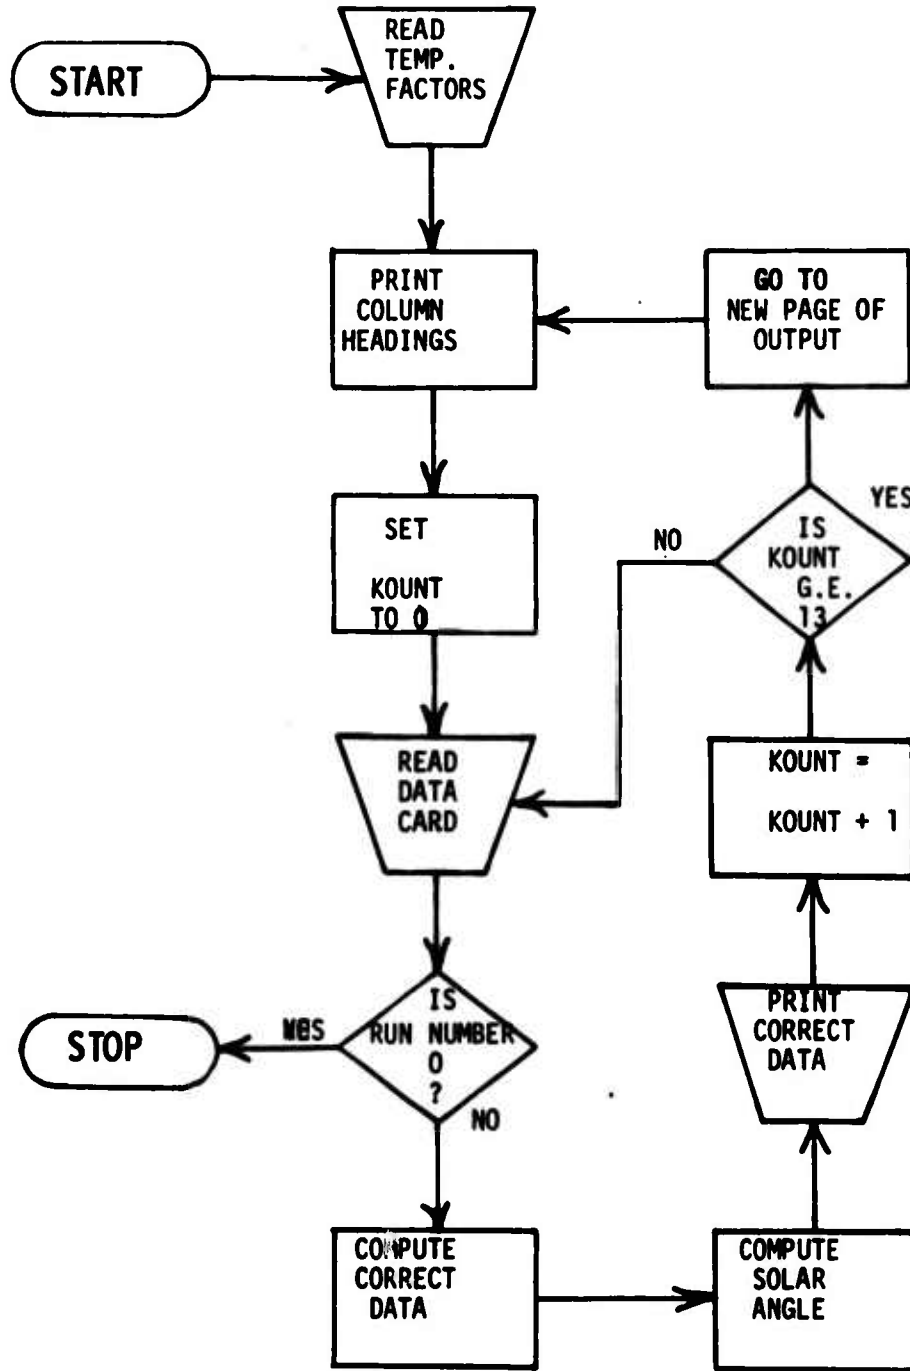 START
READ
TEMP.
FACTORS
PRINT
COLUMN
HEADINGS
GO TO
NEW PAGE OF
OUTPUT
SET
KOUNT
TO 0
NO
YES
IS
KOUNT
G.E.
13
READ
DATA
CARD
KOUNT =
KOUNT + 1
STOP
IS
RUN NUMBER
0
?
NO
PRINT
CORRECT
DATA
COMPUTE
CORRECT
DATA
COMPUTE
SOLAR
ANGLE